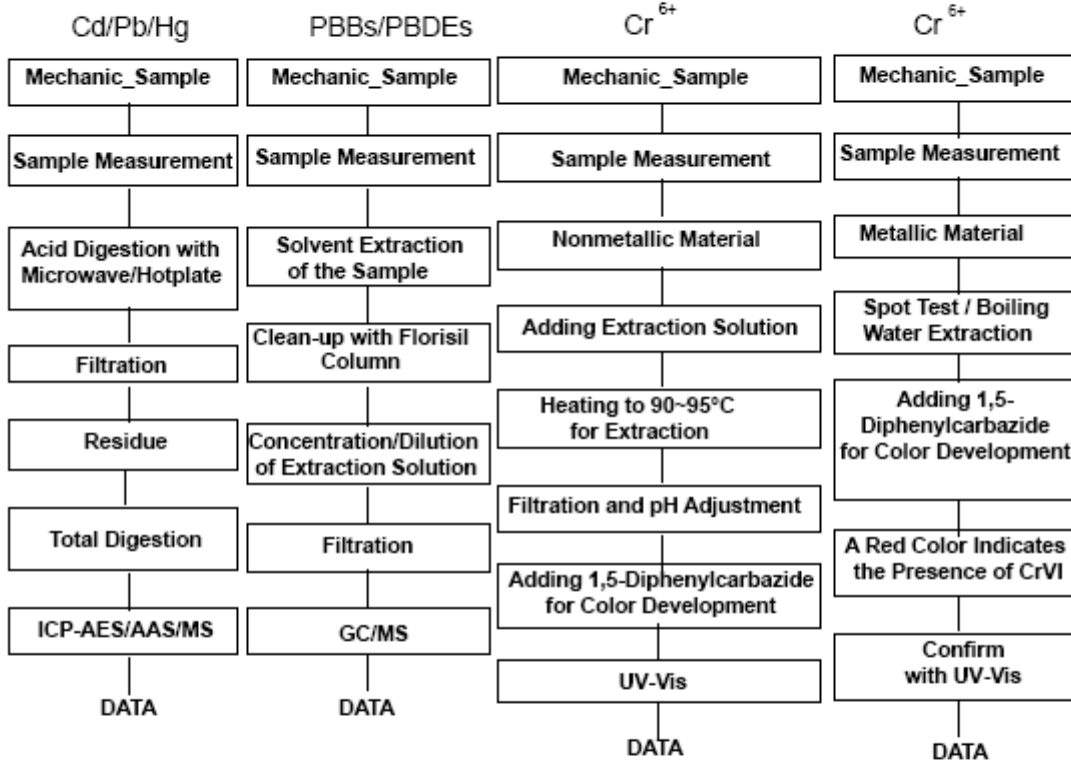 Cd/Pb/Hg
Mechanic_Sample
Sample Measurement
Acid Digestion with
Microwave/Hotplate
Filtration
Residue
Total Digestion
ICP-AES/AAS/MS
DATA
PBBs/PBDEs
Mechanic_Sample
Sample Measurement
Solvent Extraction
of the Sample
Clean-up with Florisil
Column
Concentration/Dilution
of Extraction Solution
Filtration
GC/MS
DATA
Cr 6+
Mechanic_Sample
Sample Measurement
Nonmetallic Material
Adding Extraction Solution
Heating to 90~95°C
for Extraction
Filtration and pH Adjustment
Adding 1,5-Diphenylcarbazide
for Color Development
UV-Vis
DATA
Cr 6+
Mechanic_Sample
Sample Measurement
Metallic Material
Spot Test / Boiling
Water Extraction
Adding 1,5-
Diphenylcarbazide
for Color Development
A Red Color Indicates
the Presence of CrVI
Confirm
with UV-Vis
DATA